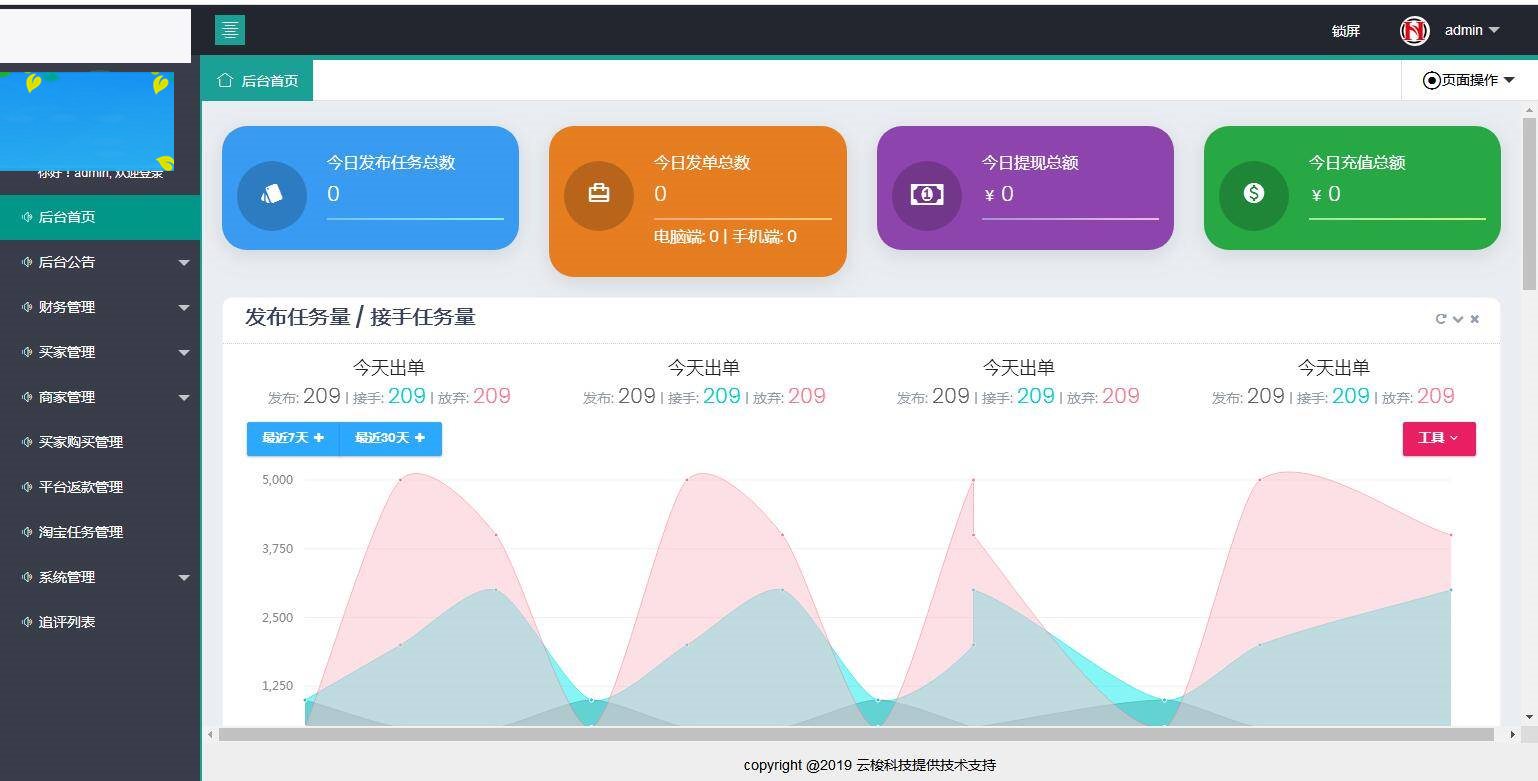 锁屏
admin
后台首页
页面操作
你好！admin, 欢迎登录
后台首页
后台公告
财务管理
买家管理
商家管理
买家购买管理
平台返款管理
淘宝任务管理
系统管理
追评列表
今日发布任务总数
0
今日发单总数
0
电脑端: 0 | 手机端: 0
今日提现总额
¥ 0
今日充值总额
¥ 0
发布任务量 / 接手任务量
今天出单
发布: 209 | 接手: 209 | 放弃: 209
今天出单
发布: 209 | 接手: 209 | 放弃: 209
今天出单
发布: 209 | 接手: 209 | 放弃: 209
今天出单
发布: 209 | 接手: 209 | 放弃: 209
最近7天
最近30天
工具
5,000
3,750
2,500
1,250
copyright @2019 云梭科技提供技术支持